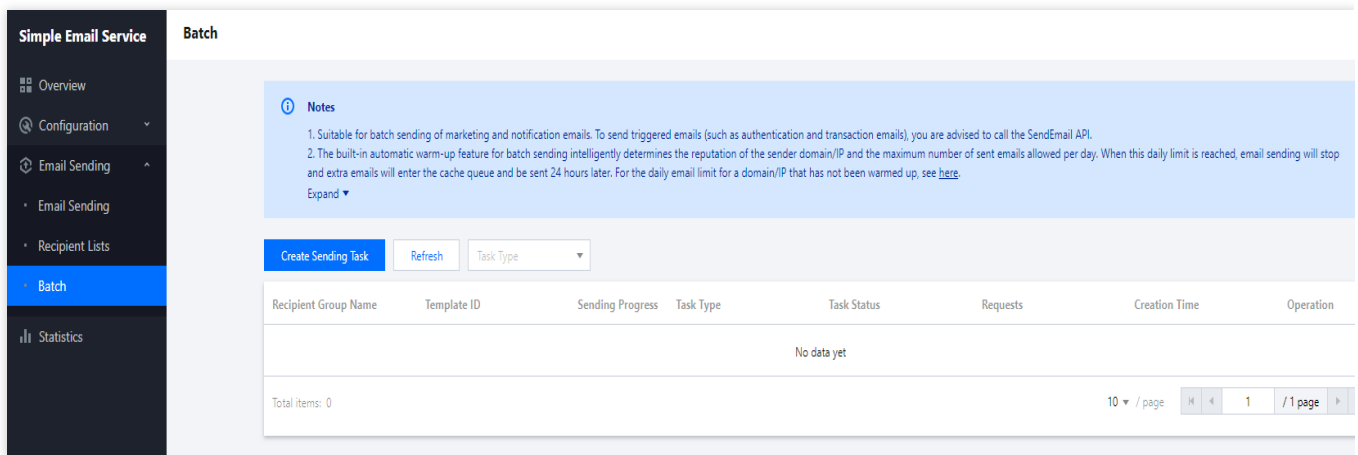 Simple Email Service
Batch
Overview
Configuration
Email Sending
Email Sending
Recipient Lists
Batch
Statistics
Notes
1. Suitable for batch sending of marketing and notification emails. To send triggered emails (such as authentication and transaction emails), you are advised to call the SendEmail API.
2. The built-in automatic warm-up feature for batch sending intelligently determines the reputation of the sender domain/IP and the maximum number of sent emails allowed per day. When this daily limit is reached, email sending will stop
and extra emails will enter the cache queue and be sent 24 hours later. For the daily email limit for a domain/IP that has not been warmed up, see here.
Expand
Create Sending Task Refresh Task Type
Recipient Group Name Template ID Sending Progress Task Type Task Status Requests Creation Time Operation
No data yet
Total items: 0 10 / page 1 / 1 page